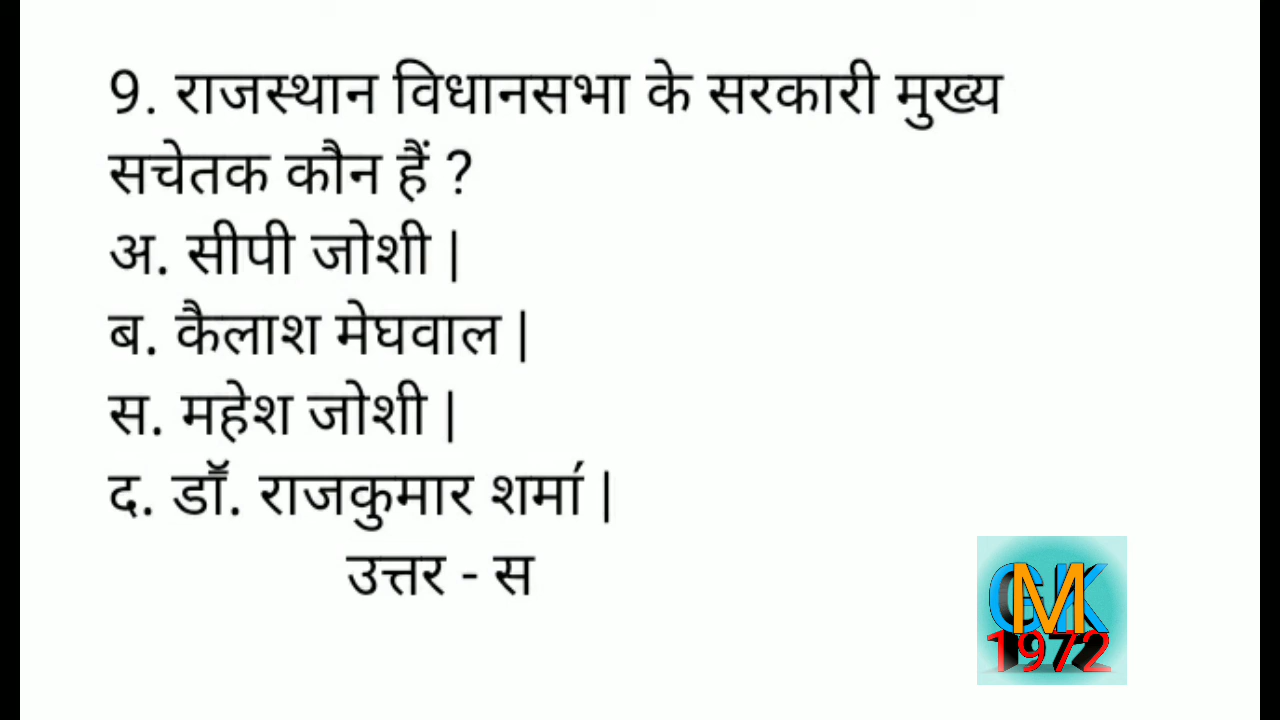 9. राजस्थान विधानसभा के सरकारी मुख्य
सचेतक कौन हैं ?
अ. सीपी जोशी |
ब. कैलाश मेघवाल |
स. महेश जोशी |
द. डॉ. राजकुमार शर्मा |
उत्तर - स
GMK
1972